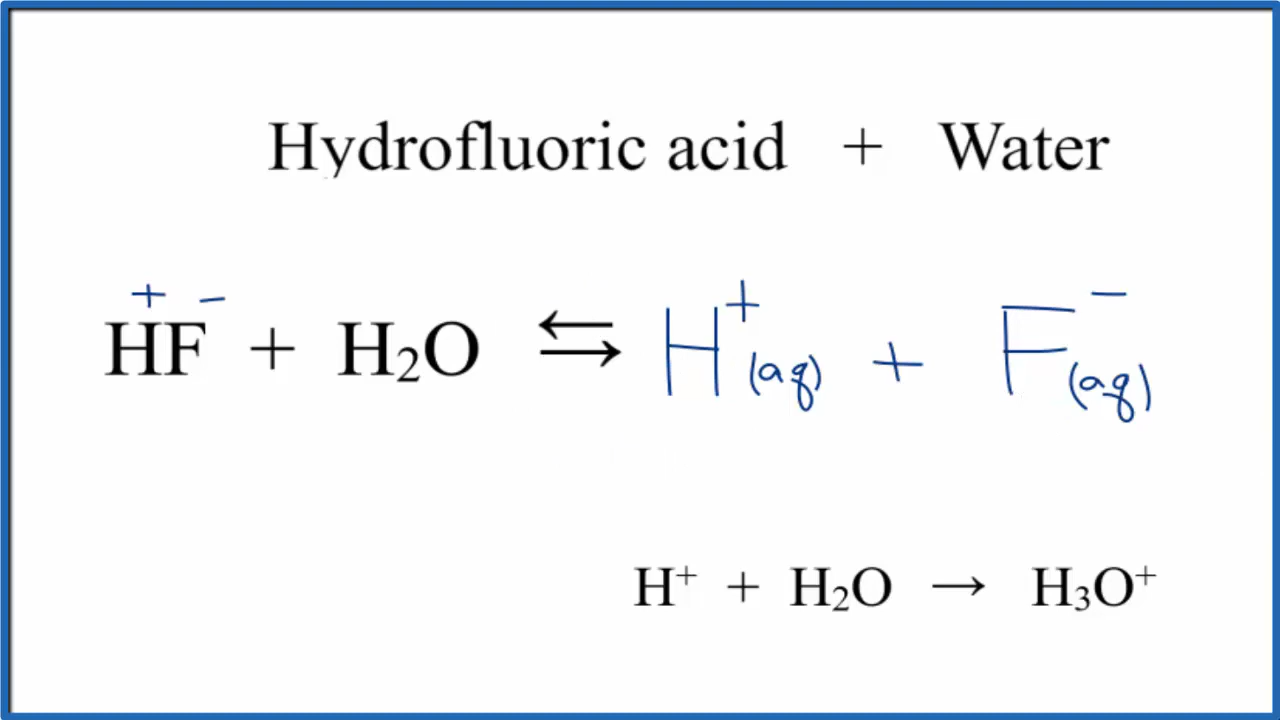 Hydrofluoric acid + Water
+ −
HF + H₂O ⇆ H⁺(aq) + F⁻(aq)
H⁺ + H₂O → H₃O⁺